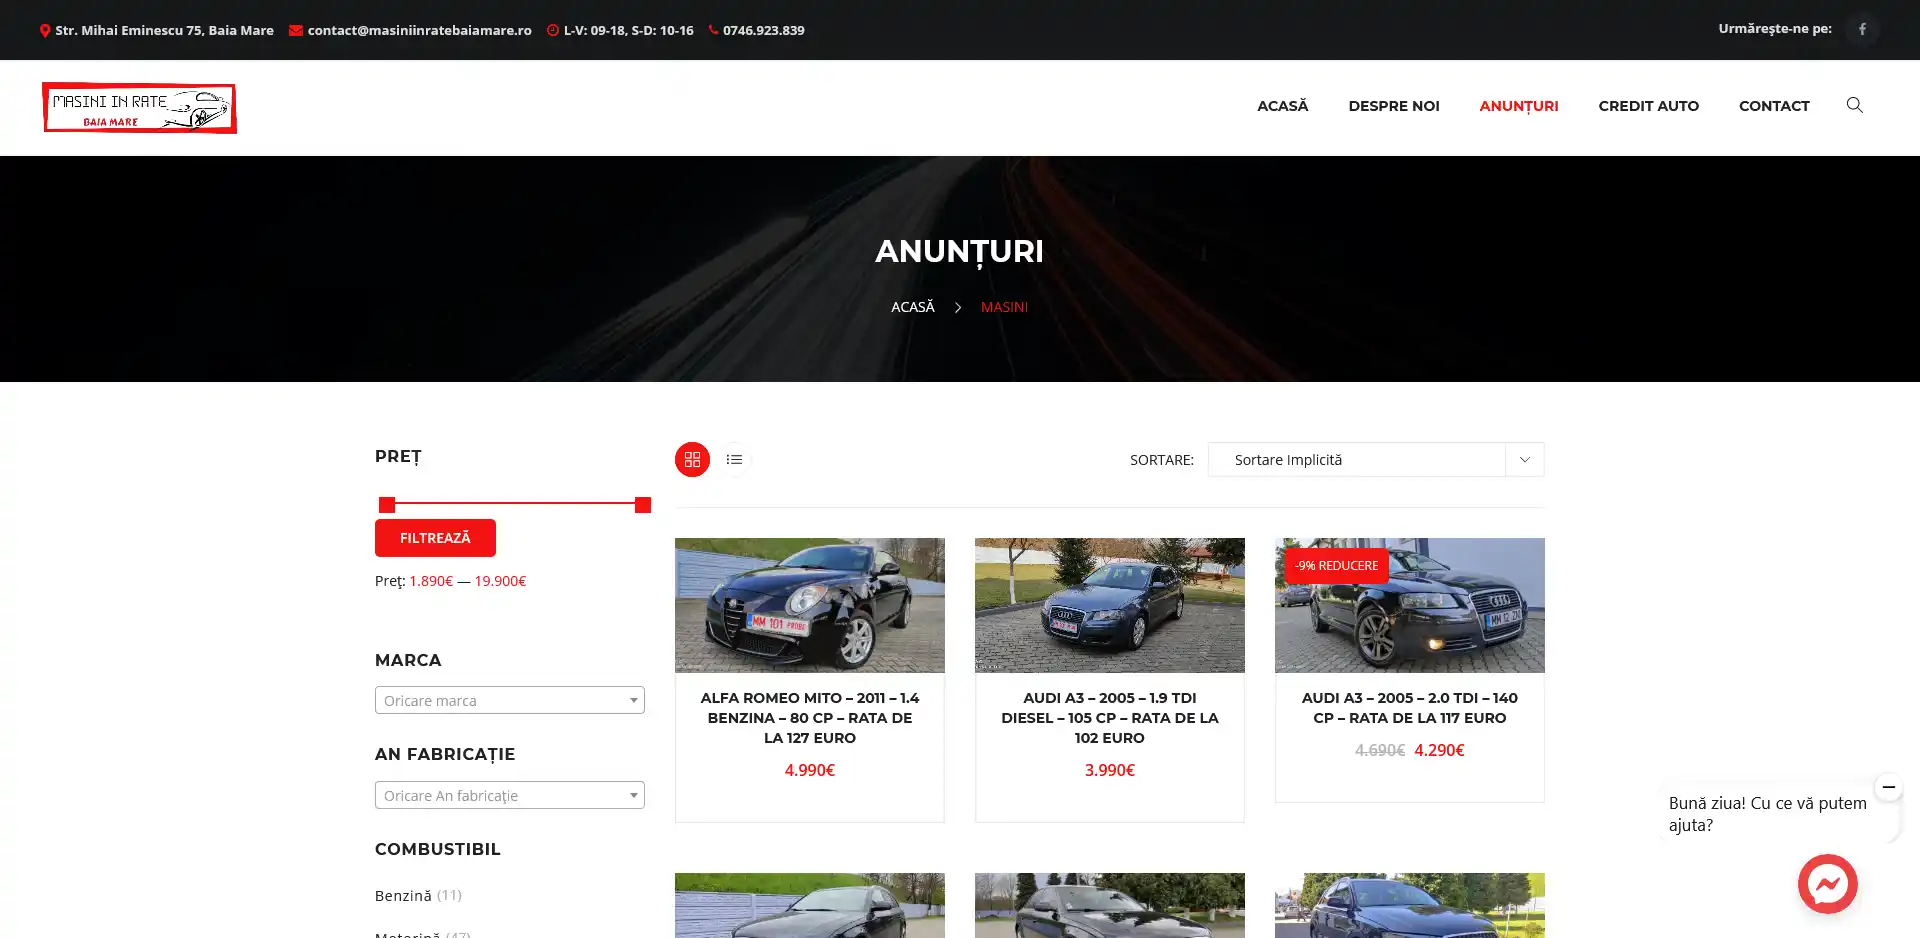 Str. Mihai Eminescu 75, Baia Mare contact@masiniinratebaiamare.ro L-V: 09-18, S-D: 10-16 0746.923.839 Urmărește-ne pe:
MASINI IN RATE
BAIA MARE
ACASĂ DESPRE NOI ANUNȚURI CREDIT AUTO CONTACT
ANUNȚURI
ACASĂ MASINI
PREȚ
SORTARE: Sortare Implicită
FILTREAZĂ
Preț: 1.890€ — 19.900€
MARCA
Oricare marca
AN FABRICAȚIE
Oricare An fabricație
COMBUSTIBIL
Benzină (11)
Motorină (47)
MM 101 PROBE
ALFA ROMEO MITO – 2011 – 1.4
BENZINA – 80 CP – RATA DE
LA 127 EURO
4.990€
AUDI A3 – 2005 – 1.9 TDI
DIESEL – 105 CP – RATA DE LA
102 EURO
3.990€
-9% REDUCERE
AUDI A3 – 2005 – 2.0 TDI – 140
CP – RATA DE LA 117 EURO
4.690€ 4.290€
Bună ziua! Cu ce vă putem
ajuta?